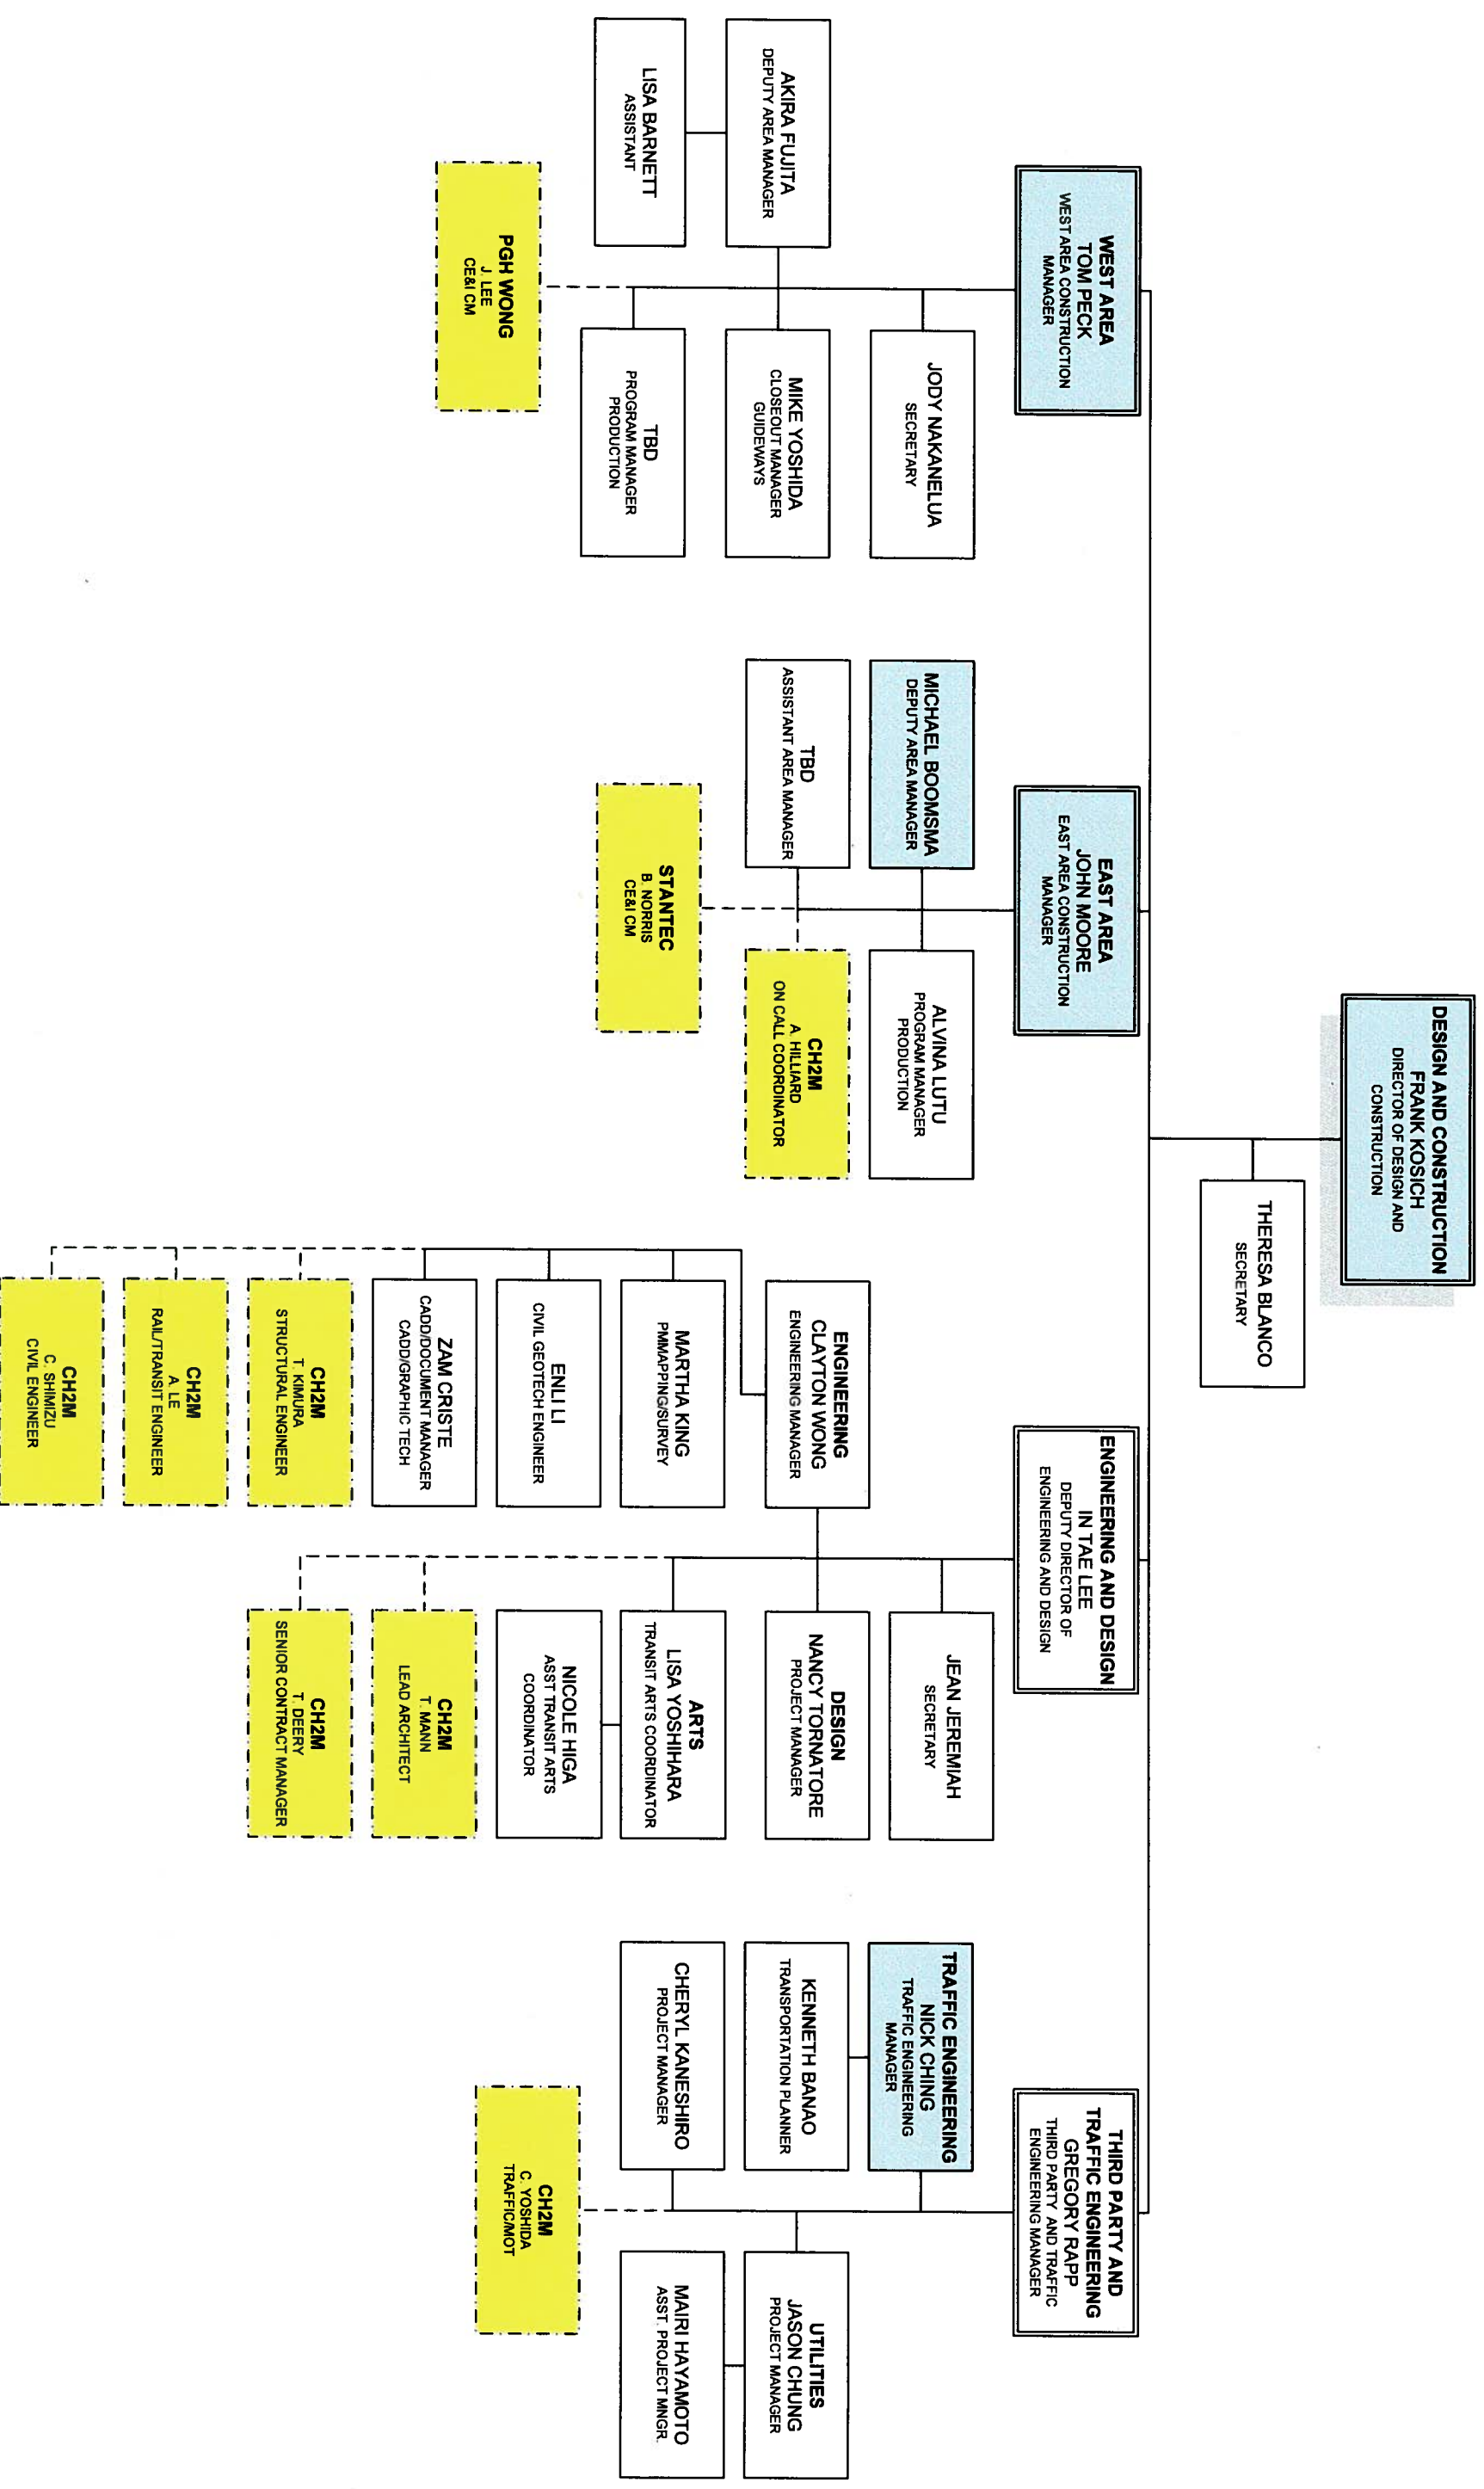 DESIGN AND CONSTRUCTION
FRANK KOSICH
DIRECTOR OF DESIGN AND
CONSTRUCTION
THERESA BLANCO
SECRETARY
WEST AREA
TOM PECK
WEST AREA CONSTRUCTION
MANAGER
JODY NAKANELUA
SECRETARY
AKIRA FUJITA
DEPUTY AREA MANAGER
MIKE YOSHIDA
CLOSEOUT MANAGER
GUIDEWAYS
LISA BARNETT
ASSISTANT
TBD
PROGRAM MANAGER
PRODUCTION
PGH WONG
J. LEE
CE&I CM
EAST AREA
JOHN MOORE
EAST AREA CONSTRUCTION
MANAGER
MICHAEL BOOMSMA
DEPUTY AREA MANAGER
ALVINA LUTU
PROGRAM MANAGER
PRODUCTION
TBD
ASSISTANT AREA MANAGER
CH2M
A. HILLIARD
ON CALL COORDINATOR
STANTEC
B. NORRIS
CE&I CM
ENGINEERING AND DESIGN
IN TAE LEE
DEPUTY DIRECTOR OF
ENGINEERING AND DESIGN
JEAN JEREMIAH
SECRETARY
ENGINEERING
CLAYTON WONG
ENGINEERING MANAGER
DESIGN
NANCY TORNATORE
PROJECT MANAGER
MARTHA KING
PMMAPPING/SURVEY
ARTS
LISA YOSHIHARA
TRANSIT ARTS COORDINATOR
ENLI LI
CIVIL GEOTECH ENGINEER
NICOLE HIGA
ASST TRANSIT ARTS
COORDINATOR
ZAM CRISTE
CADD/DOCUMENT MANAGER
CADD/GRAPHIC TECH
CH2M
T. MANN
LEAD ARCHITECT
CH2M
T. KIMURA
STRUCTURAL ENGINEER
CH2M
T. DEERY
SENIOR CONTRACT MANAGER
CH2M
A. LE
RAIL/TRANSIT ENGINEER
CH2M
C. SHIMIZU
CIVIL ENGINEER
THIRD PARTY AND
TRAFFIC ENGINEERING
GREGORY RAPP
THIRD PARTY AND TRAFFIC
ENGINEERING MANAGER
TRAFFIC ENGINEERING
NICK CHING
TRAFFIC ENGINEERING
MANAGER
KENNETH BANAO
TRANSPORTATION PLANNER
UTILITIES
JASON CHUNG
PROJECT MANAGER
CHERYL KANESHIRO
PROJECT MANAGER
MAIRI HAYAMOTO
ASST. PROJECT MNGR.
CH2M
C. YOSHIDA
TRAFFIC/MOT